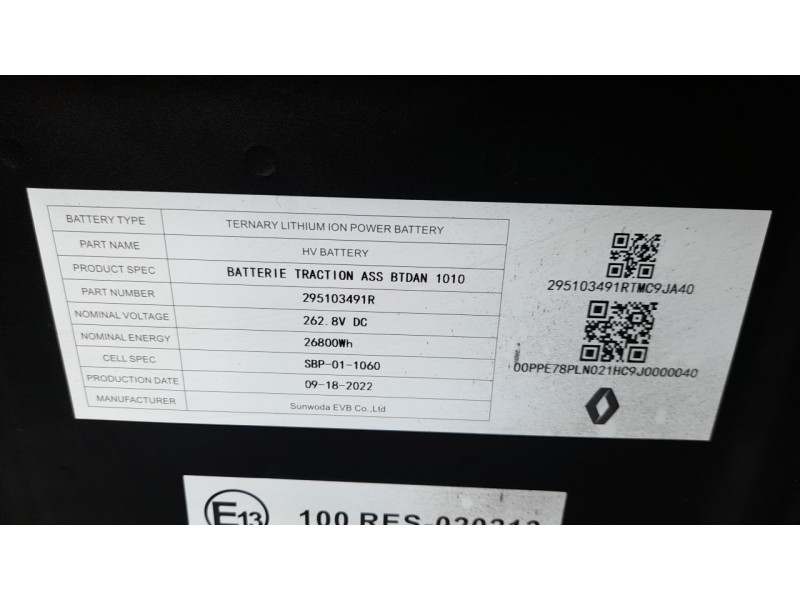 BATTERY TYPE TERNARY LITHIUM ION POWER BATTERY
PART NAME HV BATTERY
PRODUCT SPEC BATTERIE TRACTION ASS BTDAN 1010
PART NUMBER 295103491R
NOMINAL VOLTAGE 262.8V DC
NOMINAL ENERGY 26800Wh
CELL SPEC SBP-01-1060
PRODUCTION DATE 09-18-2022
MANUFACTURER Sunwoda EVB Co.,Ltd
295103491RTMC9JA40
00PPE78PLN021HC9J0000040
E13
100 RES-